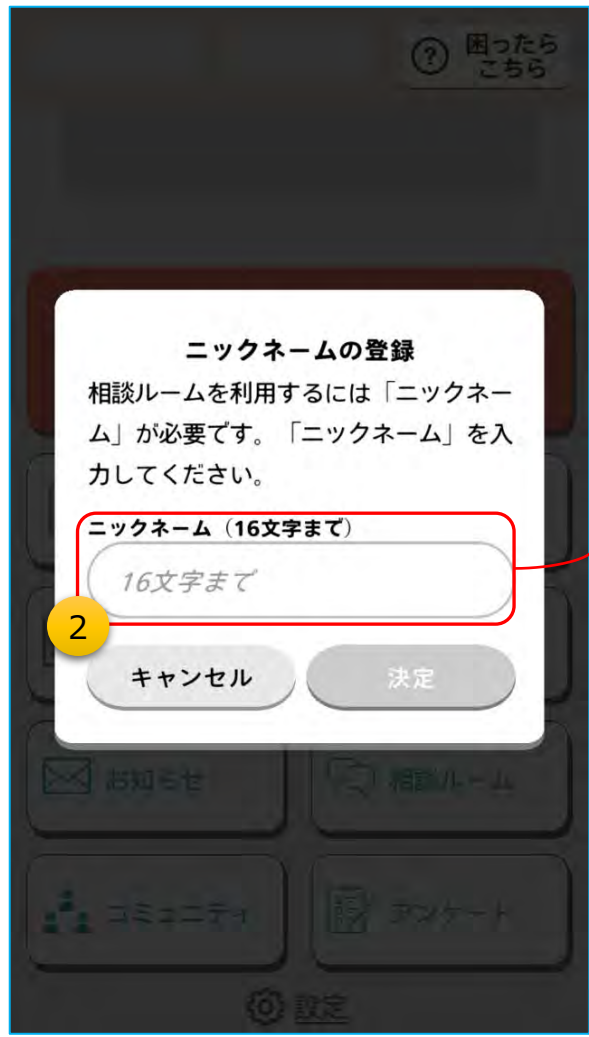 困ったら
こちら
ニックネームの登録
相談ルームを利用するには「ニックネー
ム」が必要です。「ニックネーム」を入
力してください。
ニックネーム（16文字まで）
16文字まで
2
キャンセル
決定
お知らせ
相談ルーム
コミュニティ
アンケート
設定